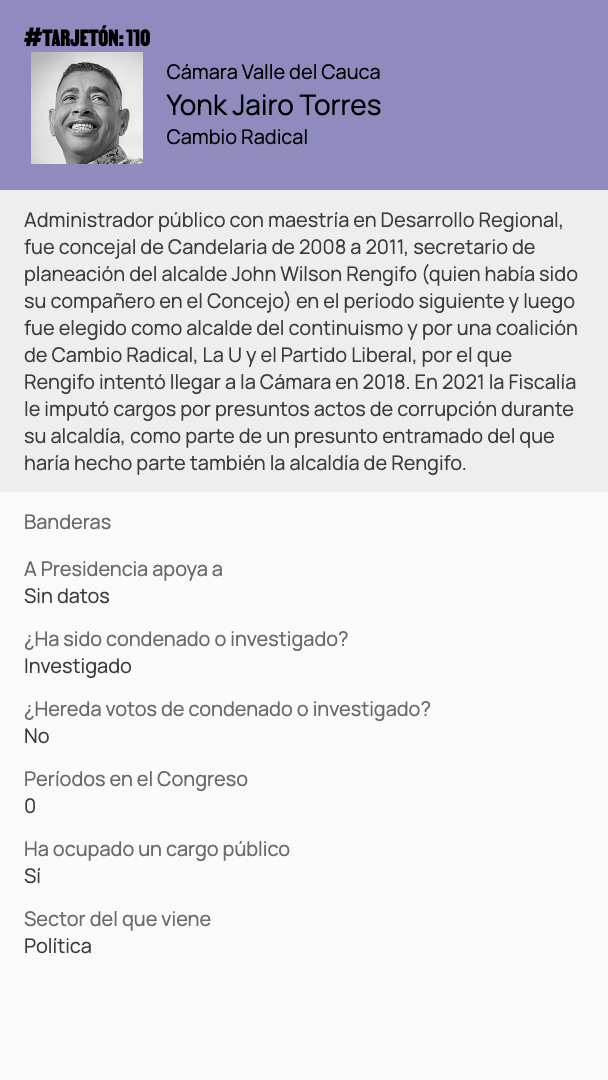 #TARJETÓN: 110
Cámara Valle del Cauca
Yonk Jairo Torres
Cambio Radical
Administrador público con maestría en Desarrollo Regional,
fue concejal de Candelaria de 2008 a 2011, secretario de
planeación del alcalde John Wilson Rengifo (quien había sido
su compañero en el Concejo) en el período siguiente y luego
fue elegido como alcalde del continuismo y por una coalición
de Cambio Radical, La U y el Partido Liberal, por el que
Rengifo intentó llegar a la Cámara en 2018. En 2021 la Fiscalía
le imputó cargos por presuntos actos de corrupción durante
su alcaldía, como parte de un presunto entramado del que
haría hecho parte también la alcaldía de Rengifo.
Banderas
A Presidencia apoya a
Sin datos
¿Ha sido condenado o investigado?
Investigado
¿Hereda votos de condenado o investigado?
No
Períodos en el Congreso
0
Ha ocupado un cargo público
Sí
Sector del que viene
Política